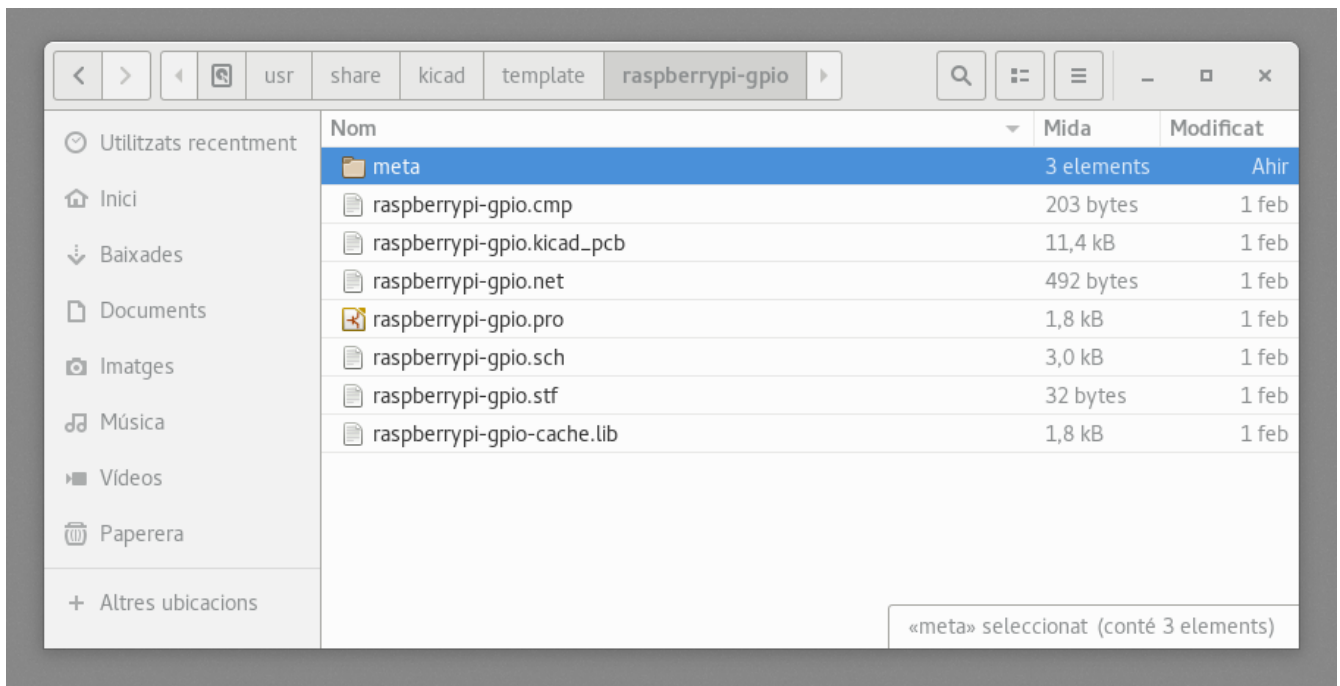 usr share kicad template raspberrypi-gpio
Utilitzats recentment
Inici
Baixades
Documents
Imatges
Música
Vídeos
Paperera
Altres ubicacions
Nom Mida Modificat
meta 3 elements Ahir
raspberrypi-gpio.cmp 203 bytes 1 feb
raspberrypi-gpio.kicad_pcb 11,4 kB 1 feb
raspberrypi-gpio.net 492 bytes 1 feb
raspberrypi-gpio.pro 1,8 kB 1 feb
raspberrypi-gpio.sch 3,0 kB 1 feb
raspberrypi-gpio.stf 32 bytes 1 feb
raspberrypi-gpio-cache.lib 1,8 kB 1 feb
«meta» seleccionat (conté 3 elements)